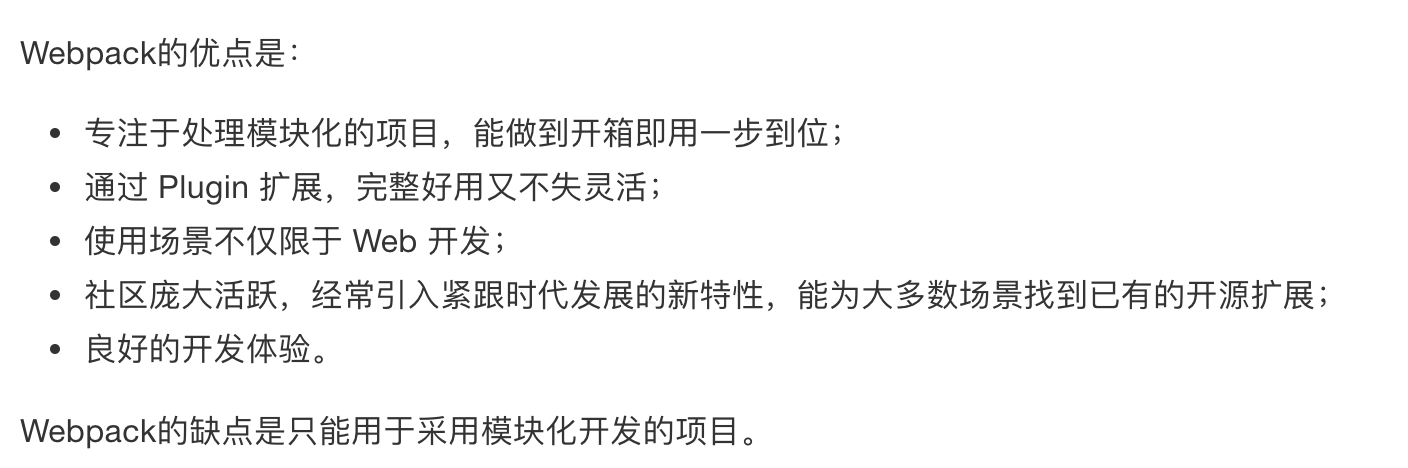 Webpack的优点是：
• 专注于处理模块化的项目，能做到开箱即用一步到位；
• 通过 Plugin 扩展，完整好用又不失灵活；
• 使用场景不仅限于 Web 开发；
• 社区庞大活跃，经常引入紧跟时代发展的新特性，能为大多数场景找到已有的开源扩展；
• 良好的开发体验。
Webpack的缺点是只能用于采用模块化开发的项目。